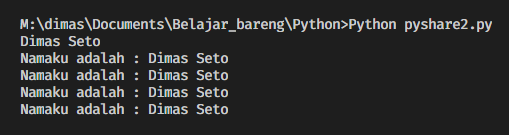 M:\dimas\Documents\Belajar_bareng\Python>Python pyshare2.py
Dimas Seto
Namaku adalah : Dimas Seto
Namaku adalah : Dimas Seto
Namaku adalah : Dimas Seto
Namaku adalah : Dimas Seto